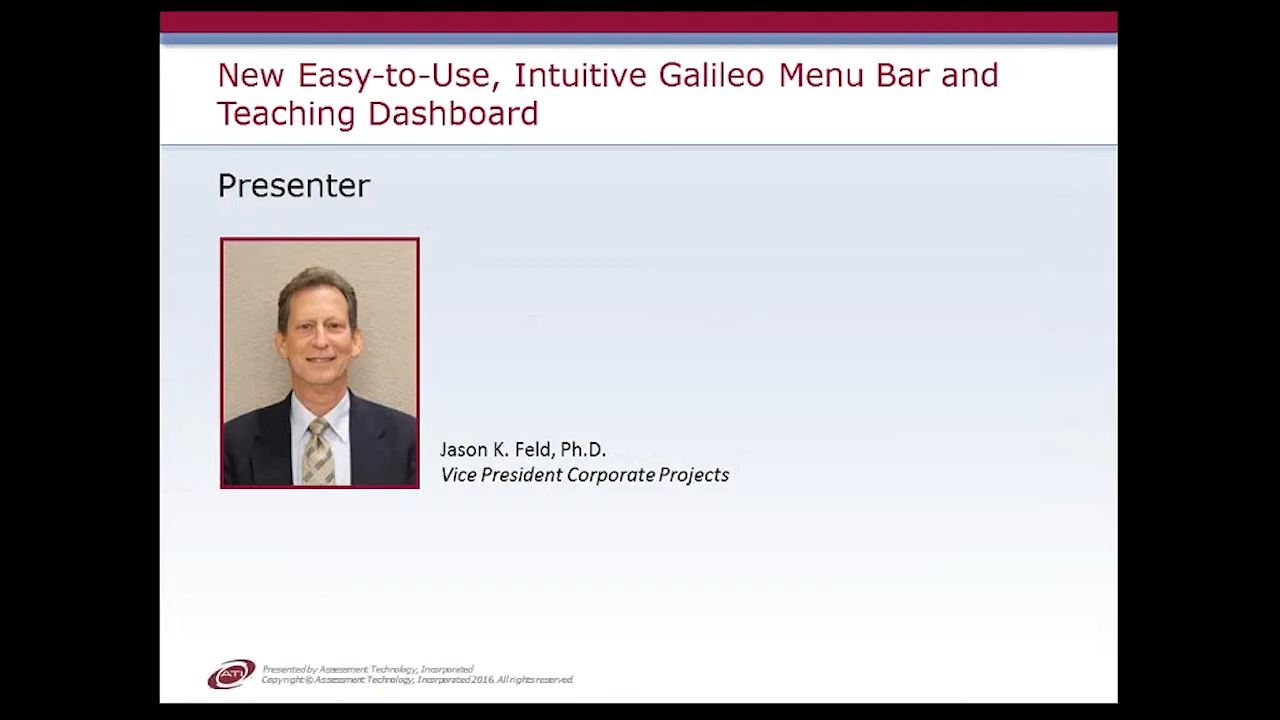 New Easy-to-Use, Intuitive Galileo Menu Bar and
Teaching Dashboard
Presenter
Jason K. Feld, Ph.D.
Vice President Corporate Projects
ATI
Presented by Assessment Technology, Incorporated
Copyright © Assessment Technology, Incorporated 2016. All rights reserved.